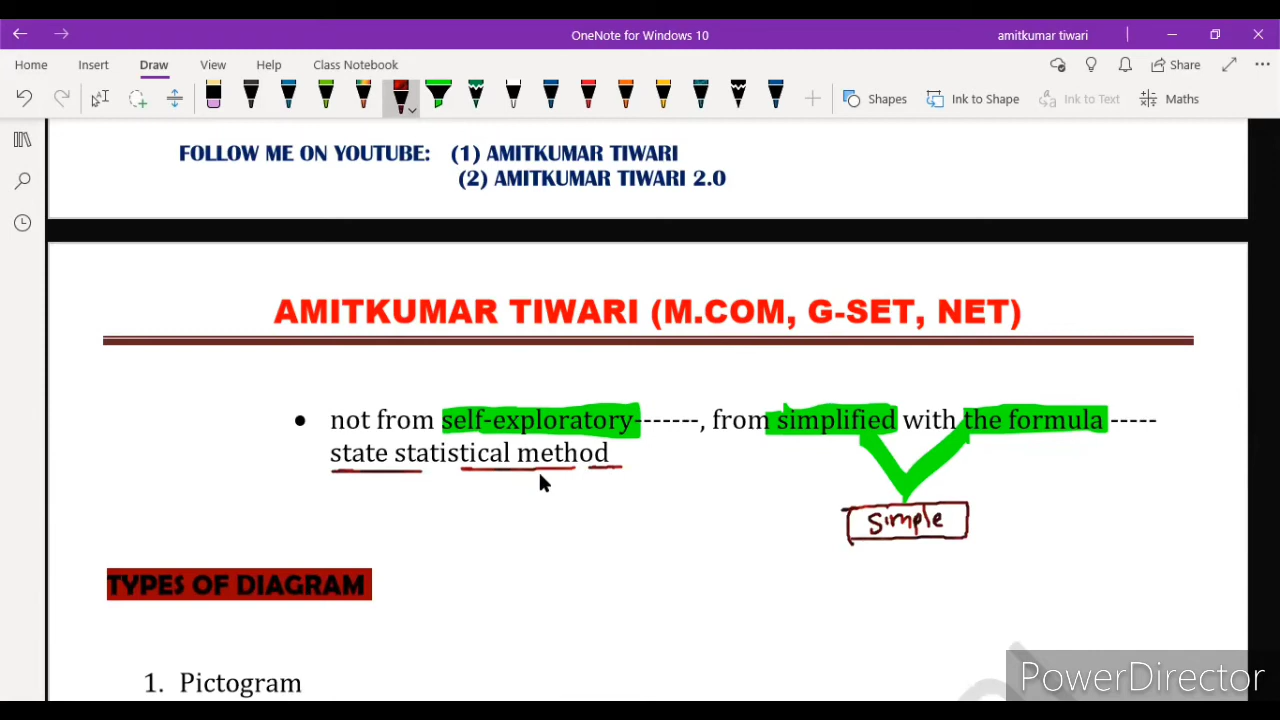 OneNote for Windows 10
amitkumar tiwari
Home Insert Draw View Help Class Notebook
Share
Shapes Ink to Shape Ink to Text Maths
FOLLOW ME ON YOUTUBE: (1) AMITKUMAR TIWARI
(2) AMITKUMAR TIWARI 2.0
AMITKUMAR TIWARI (M.COM, G-SET, NET)
• not from self-exploratory-------, from simplified with the formula -----
state statistical method
Simple
TYPES OF DIAGRAM
1. Pictogram
PowerDirector